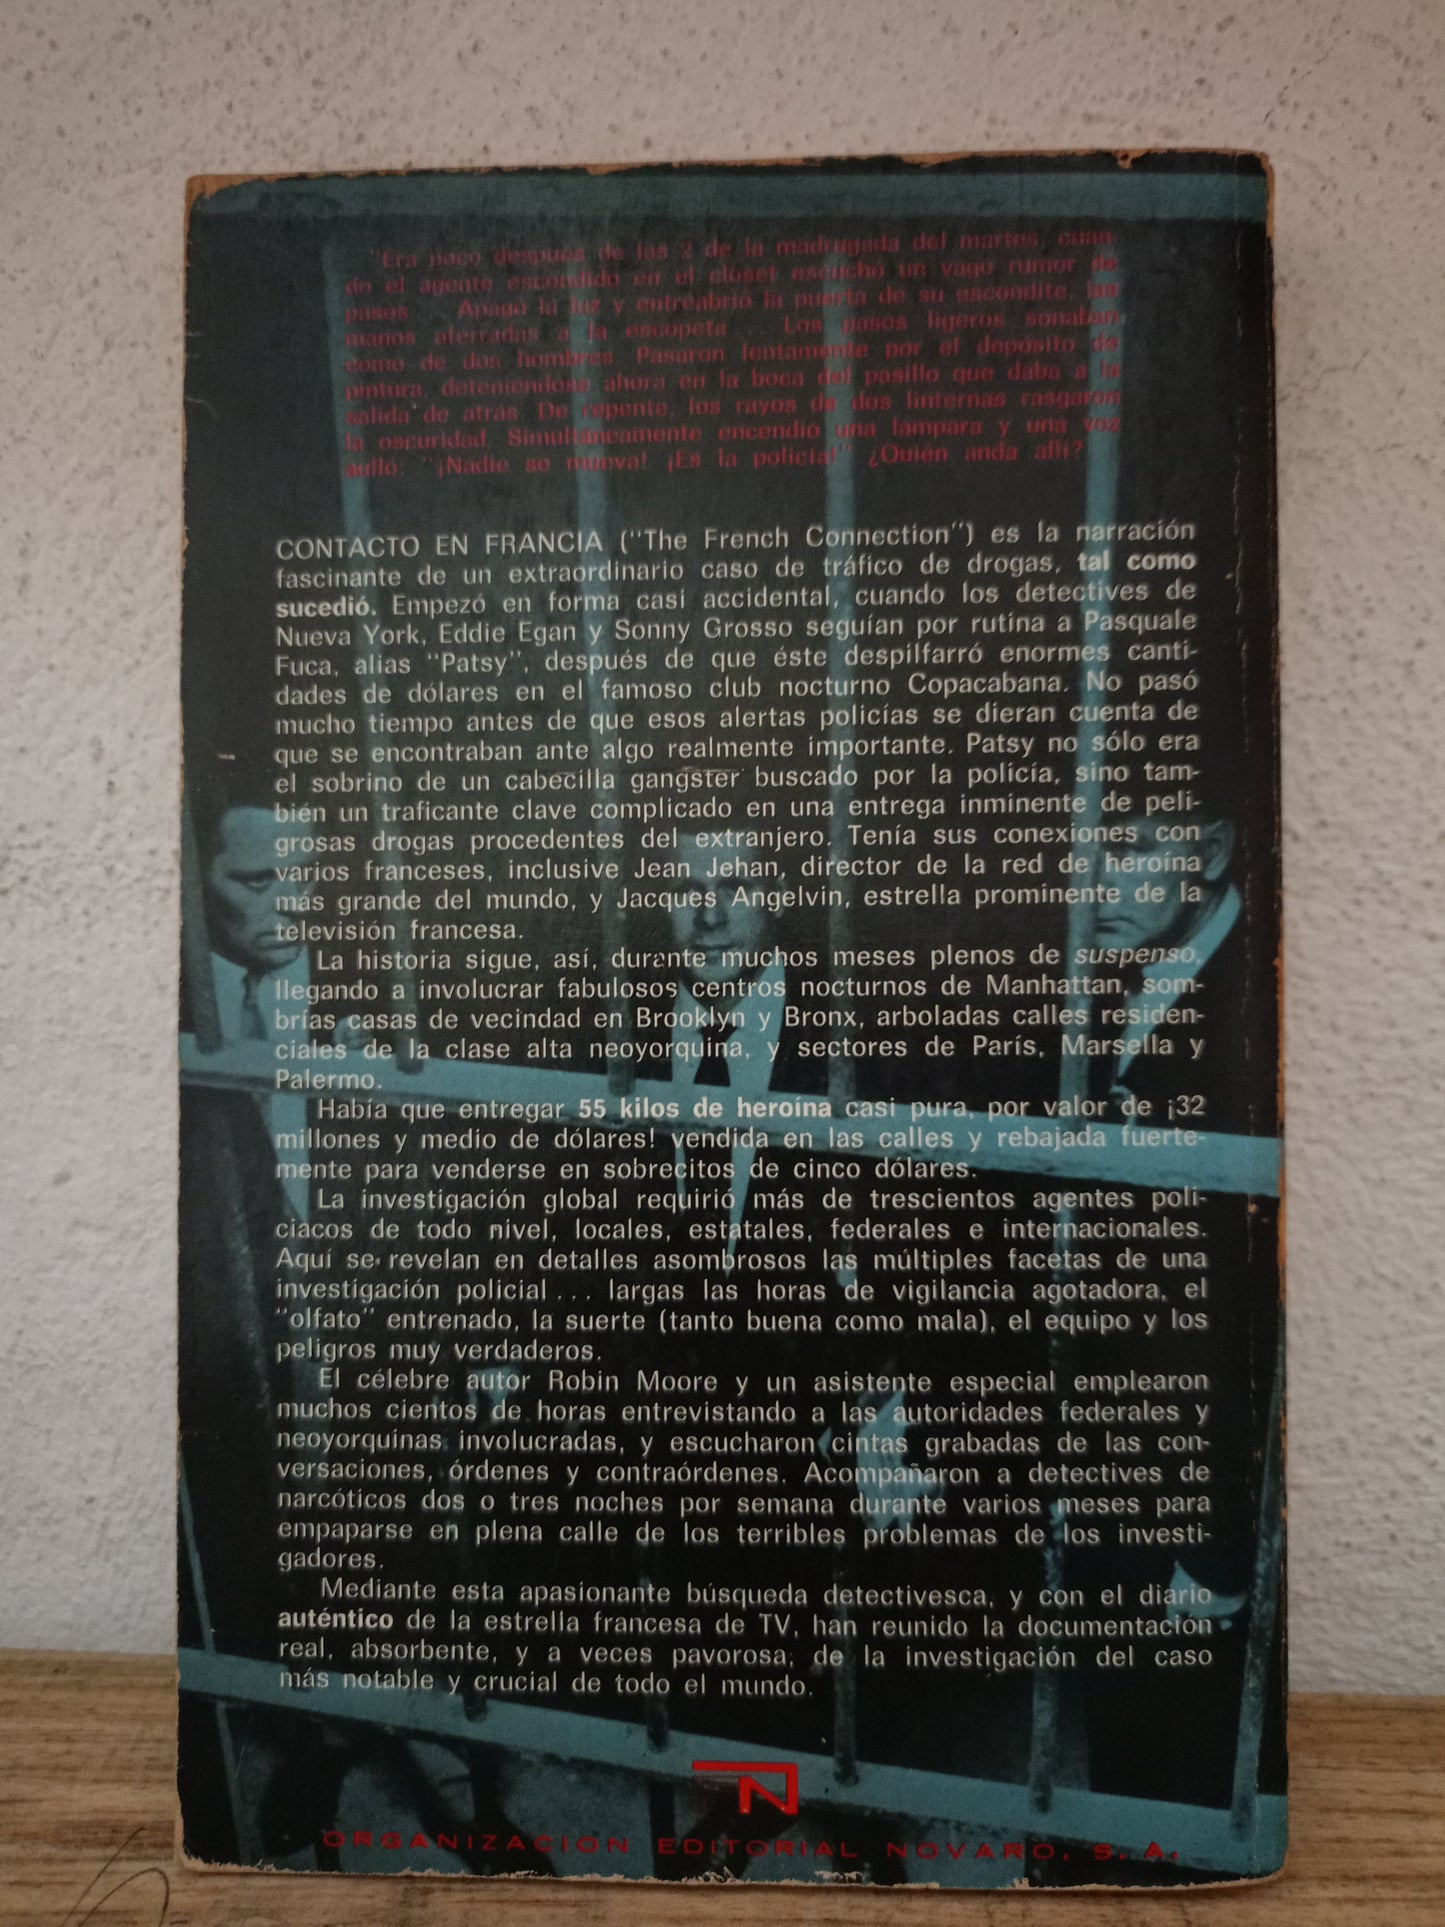 "Era poco después de las 2 de la madrugada del martes, cuan-
do el agente escondido en el closet escuchó un vago rumor de
pasos . . . Apagó la luz y entreabrió la puerta de su escondite, las
manos aferradas a la escopeta . . . Los pasos ligeros sonaban
como de dos hombres. Pasaron lentamente por el depósito de
pintura, deteniéndose ahora en la boca del pasillo que daba a la
salida de atrás. De repente, los rayos de dos linternas rasgaron
la oscuridad. Simultáneamente encendió una lámpara y una voz
aulló: "¡Nadie se mueva! ¡Es la policía!" ¿Quién anda allí?
CONTACTO EN FRANCIA ("The French Connection") es la narración
fascinante de un extraordinario caso de tráfico de drogas, tal como
sucedió. Empezó en forma casi accidental, cuando los detectives de
Nueva York, Eddie Egan y Sonny Grosso seguían por rutina a Pasquale
Fuca, alias "Patsy", después de que éste despilfarró enormes canti-
dades de dólares en el famoso club nocturno Copacabana. No pasó
mucho tiempo antes de que esos alertas policías se dieran cuenta de
que se encontraban ante algo realmente importante. Patsy no sólo era
el sobrino de un cabecilla gangster buscado por la policía, sino tam-
bién un traficante clave complicado en una entrega inminente de peli-
grosas drogas procedentes del extranjero. Tenía sus conexiones con
varios franceses, inclusive Jean Jehan, director de la red de heroína
más grande del mundo, y Jacques Angelvin, estrella prominente de la
televisión francesa.
La historia sigue, así, durante muchos meses plenos de suspenso,
llegando a involucrar fabulosos centros nocturnos de Manhattan, som-
brías casas de vecindad en Brooklyn y Bronx, arboladas calles residen-
ciales de la clase alta neoyorquina, y sectores de París, Marsella y
Palermo.
Había que entregar 55 kilos de heroína casi pura, por valor de ¡32
millones y medio de dólares! vendida en las calles y rebajada fuerte-
mente para venderse en sobrecitos de cinco dólares.
La investigación global requirió más de trescientos agentes poli-
ciacos de todo nivel, locales, estatales, federales e internacionales.
Aquí se revelan en detalles asombrosos las múltiples facetas de una
investigación policial . . . largas las horas de vigilancia agotadora, el
"olfato" entrenado, la suerte (tanto buena como mala), el equipo y los
peligros muy verdaderos.
El célebre autor Robin Moore y un asistente especial emplearon
muchos cientos de horas entrevistando a las autoridades federales y
neoyorquinas involucradas, y escucharon cintas grabadas de las con-
versaciones, órdenes y contraórdenes. Acompañaron a detectives de
narcóticos dos o tres noches por semana durante varios meses para
empaparse en plena calle de los terribles problemas de los investi-
gadores.
Mediante esta apasionante búsqueda detectivesca, y con el diario
auténtico de la estrella francesa de TV, han reunido la documentación
real, absorbente, y a veces pavorosa, de la investigación del caso
más notable y crucial de todo el mundo.
N
ORGANIZACION EDITORIAL NOVARO, S. A.